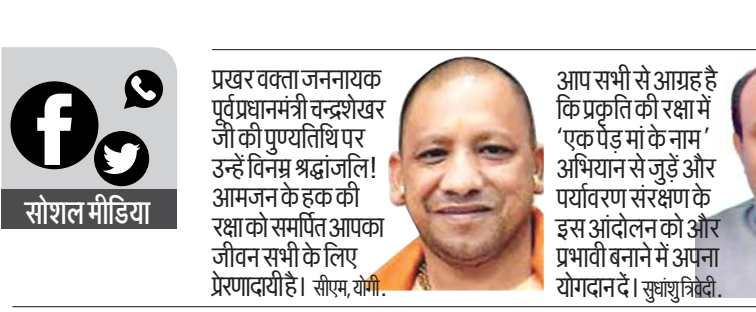 सोशल मीडिया
प्रखर वक्ता जननायक
पूर्व प्रधानमंत्री चन्द्रशेखर
जी की पुण्यतिथि पर
उन्हें विनम्र श्रद्धांजलि!
आमजन के हक की
रक्षा को समर्पित आपका
जीवन सभी के लिए
प्रेरणादायी है। सीएम, योगी.
आप सभी से आग्रह है
कि प्रकृति की रक्षा में
‘एक पेड़ मां के नाम’
अभियान से जुड़ें और
पर्यावरण संरक्षण के
इस आंदोलन को और
प्रभावी बनाने में अपना
योगदान दें। सुधांशु त्रिवेदी.